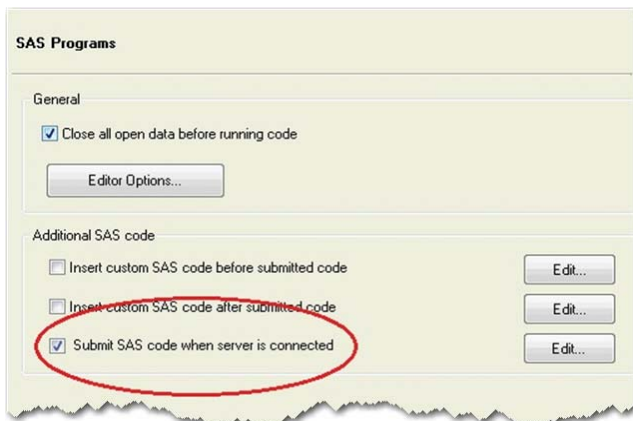 SAS Programs
General
Close all open data before running code
Editor Options...
Additional SAS code
Insert custom SAS code before submitted code
Edit...
Insert custom SAS code after submitted code
Edit...
Submit SAS code when server is connected
Edit...